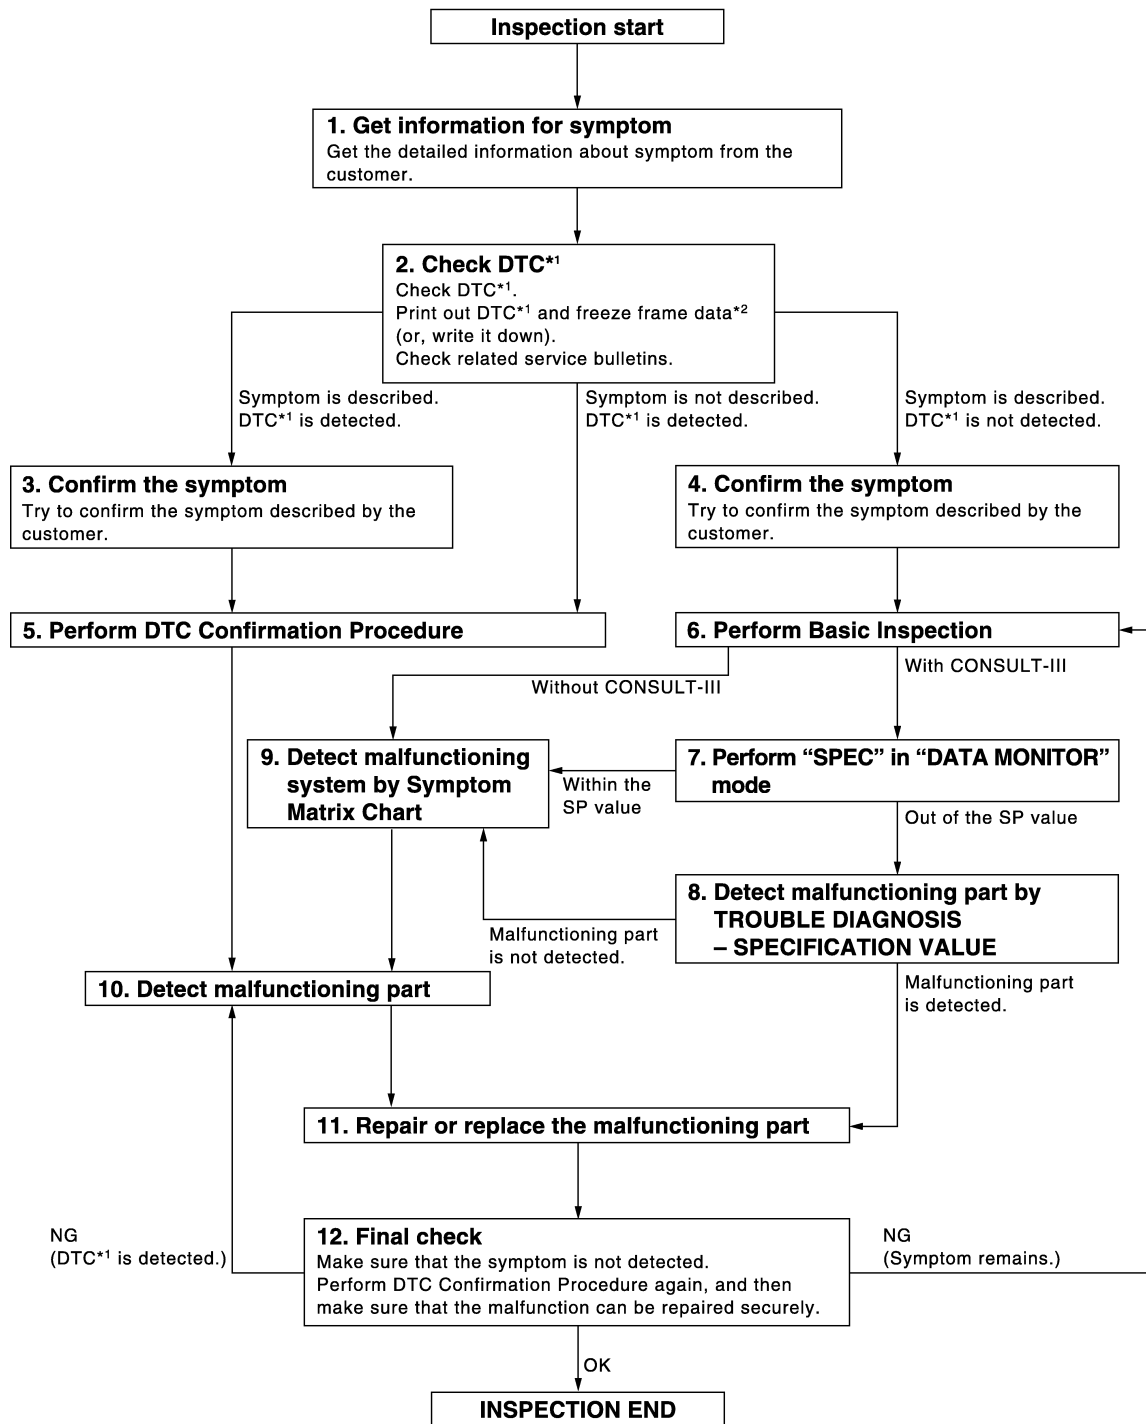 Inspection start
1. Get information for symptom
Get the detailed information about symptom from the
customer.
2. Check DTC*1
Check DTC*1.
Print out DTC*1 and freeze frame data*2
(or, write it down).
Check related service bulletins.
Symptom is described.
DTC*1 is detected.
Symptom is not described.
DTC*1 is detected.
Symptom is described.
DTC*1 is not detected.
3. Confirm the symptom
Try to confirm the symptom described by the
customer.
4. Confirm the symptom
Try to confirm the symptom described by the
customer.
5. Perform DTC Confirmation Procedure
6. Perform Basic Inspection
Without CONSULT-III
With CONSULT-III
9. Detect malfunctioning
system by Symptom
Matrix Chart
Within the
SP value
7. Perform “SPEC” in “DATA MONITOR”
mode
Out of the SP value
8. Detect malfunctioning part by
TROUBLE DIAGNOSIS
– SPECIFICATION VALUE
Malfunctioning part
is not detected.
Malfunctioning part
is detected.
10. Detect malfunctioning part
11. Repair or replace the malfunctioning part
NG
(DTC*1 is detected.)
12. Final check
Make sure that the symptom is not detected.
Perform DTC Confirmation Procedure again, and then
make sure that the malfunction can be repaired securely.
NG
(Symptom remains.)
OK
INSPECTION END